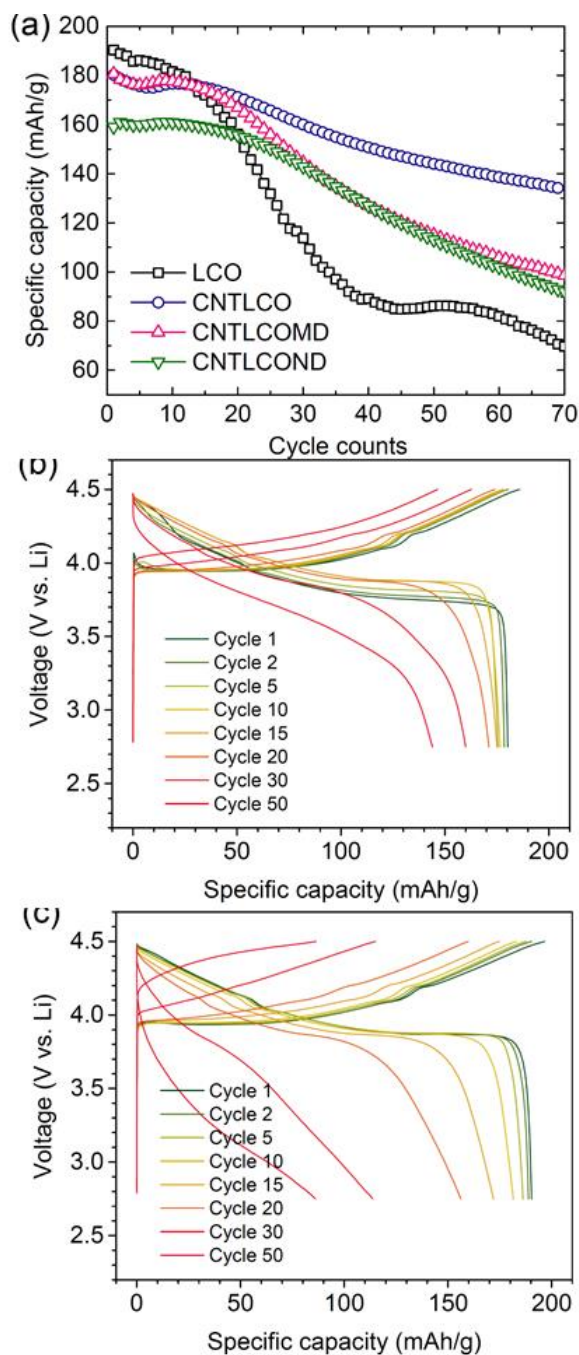 (a)
200
180
160
140
120
100
80
60
Specific capacity (mAh/g)
LCO
CNTLCO
CNTLCOMD
CNTLCOND
0 10 20 30 40 50 60 70
Cycle counts
(b)
4.5
4.0
3.5
3.0
2.5
Voltage (V vs. Li)
Cycle 1
Cycle 2
Cycle 5
Cycle 10
Cycle 15
Cycle 20
Cycle 30
Cycle 50
0 50 100 150 200
Specific capacity (mAh/g)
(c)
4.5
4.0
3.5
3.0
2.5
Voltage (V vs. Li)
Cycle 1
Cycle 2
Cycle 5
Cycle 10
Cycle 15
Cycle 20
Cycle 30
Cycle 50
0 50 100 150 200
Specific capacity (mAh/g)